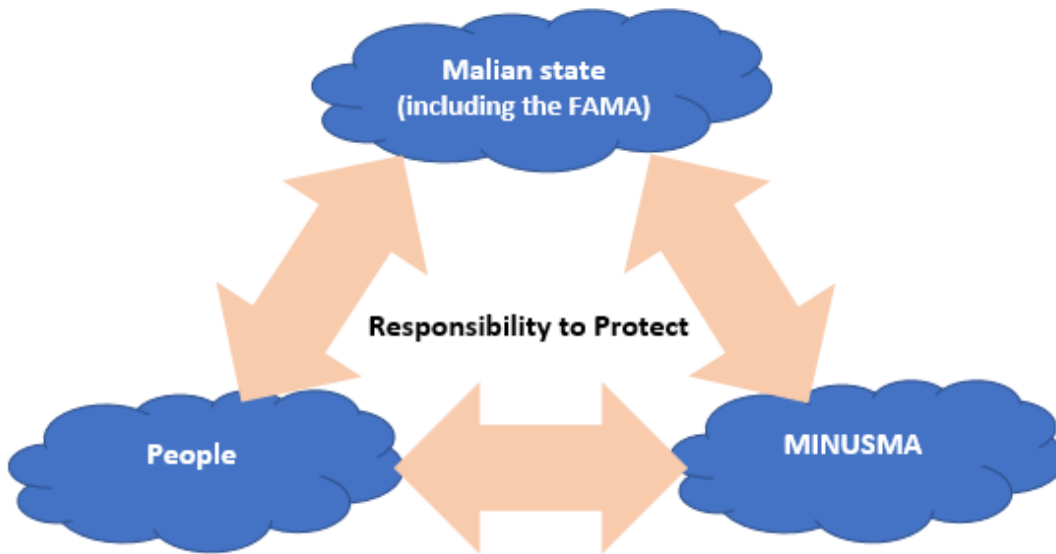 Malian state
(including the FAMA)
Responsibility to Protect
People
MINUSMA